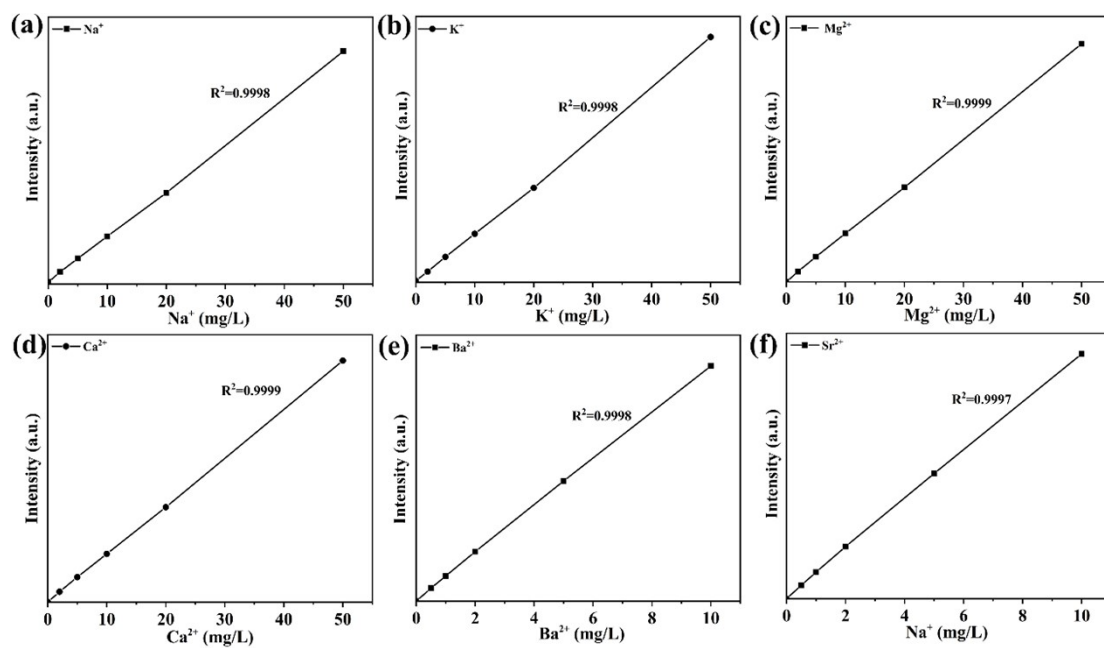 (a)
Na⁺
R²=0.9998
Intensity (a.u.)
0 10 20 30 40 50
Na⁺ (mg/L)
(b)
K⁺
R²=0.9998
Intensity (a.u.)
0 10 20 30 40 50
K⁺ (mg/L)
(c)
Mg²⁺
R²=0.9999
Intensity (a.u.)
0 10 20 30 40 50
Mg²⁺ (mg/L)
(d)
Ca²⁺
R²=0.9999
Intensity (a.u.)
0 10 20 30 40 50
Ca²⁺ (mg/L)
(e)
Ba²⁺
R²=0.9998
Intensity (a.u.)
0 2 4 6 8 10
Ba²⁺ (mg/L)
(f)
Sr²⁺
R²=0.9997
Intensity (a.u.)
0 2 4 6 8 10
Na⁺ (mg/L)